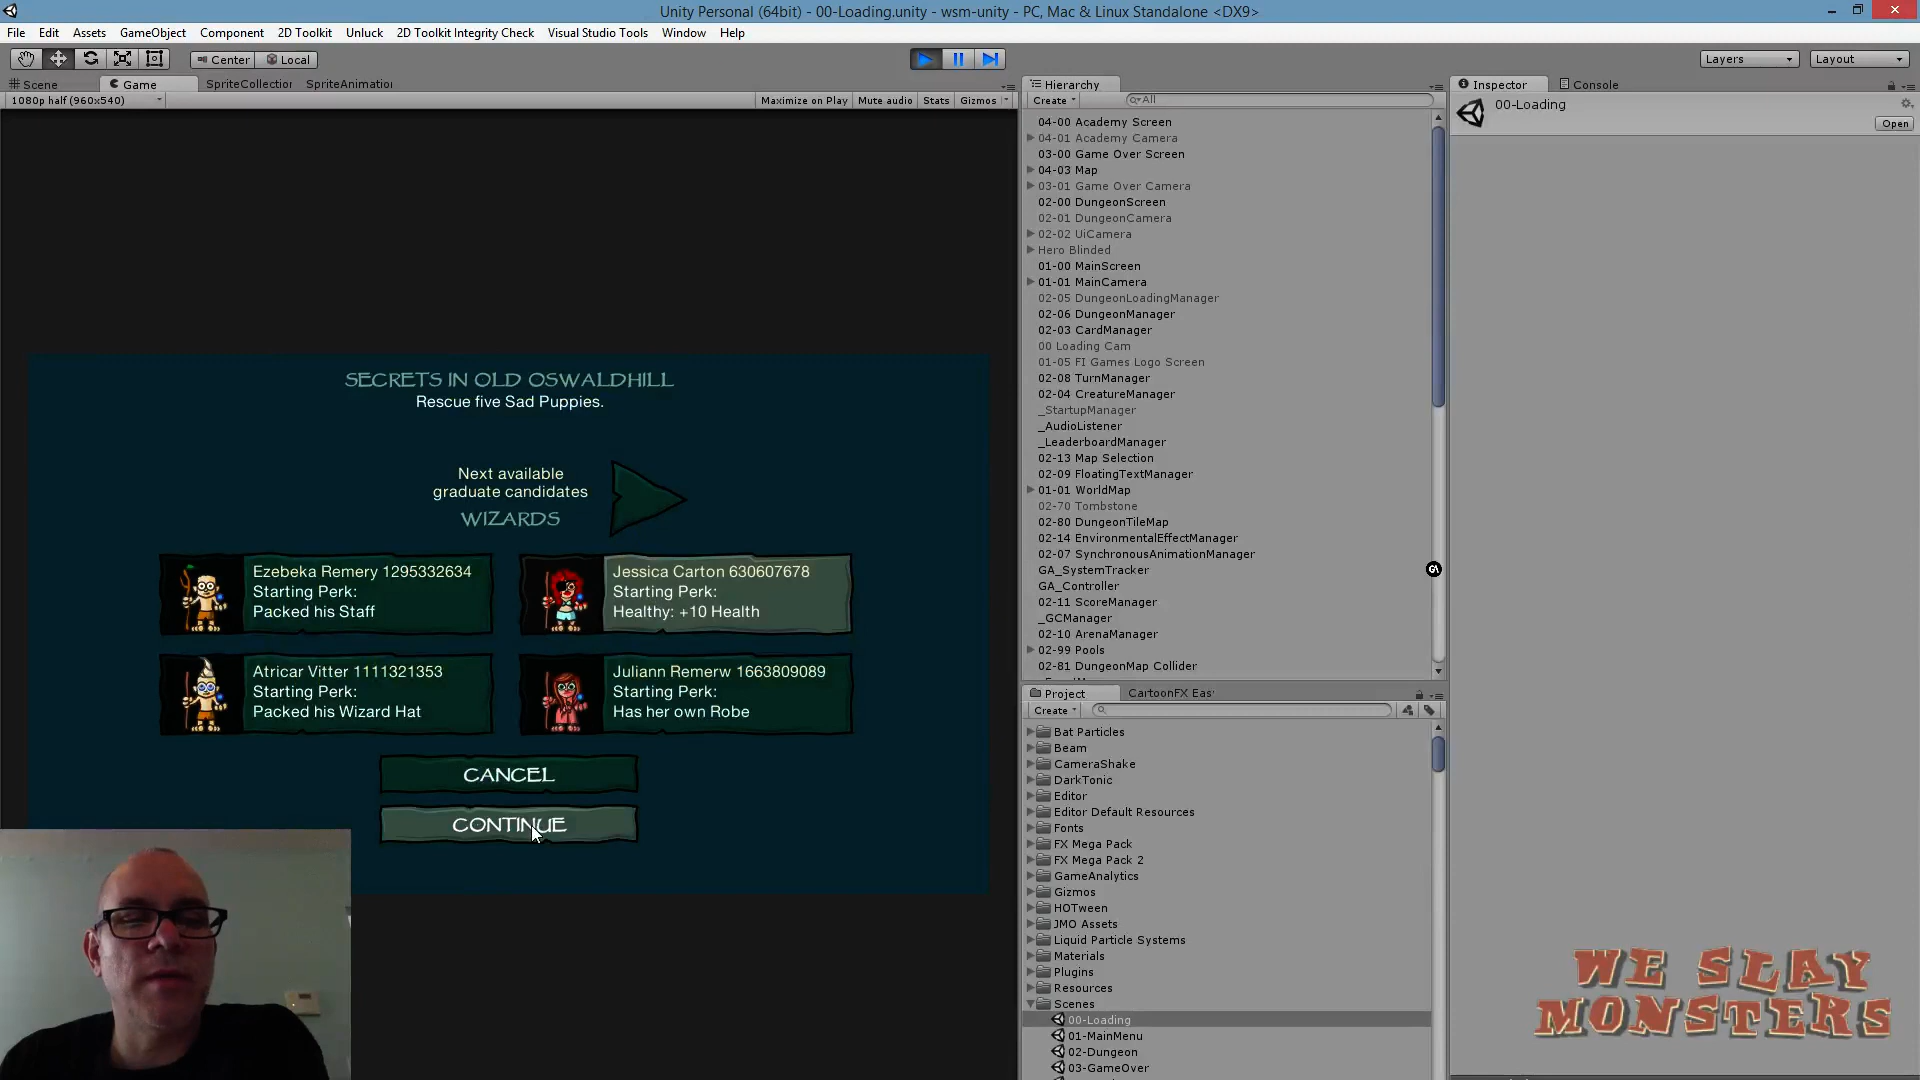 Unity Personal (64bit) - 00-Loading.unity - wsm-unity - PC, Mac & Linux Standalone <DX9>
File Edit Assets GameObject Component 2D Toolkit Unluck 2D Toolkit Integrity Check Visual Studio Tools Window Help
Center Local Layers Layout
Scene Game SpriteCollectio SpriteAnimation
1080p half (960x540) Maximize on Play Mute audio Stats Gizmos
SECRETS IN OLD OSWALDHILL
Rescue five Sad Puppies.
Next available
graduate candidates
WIZARDS
Ezebeka Remery 1295332634
Starting Perk:
Packed his Staff
Jessica Carton 630607678
Starting Perk:
Healthy: +10 Health
Atricar Vitter 1111321353
Starting Perk:
Packed his Wizard Hat
Juliann Remerw 1663809089
Starting Perk:
Has her own Robe
CANCEL
CONTINUE
Hierarchy
Create All
04-00 Academy Screen
04-01 Academy Camera
03-00 Game Over Screen
04-03 Map
03-01 Game Over Camera
02-00 DungeonScreen
02-01 DungeonCamera
02-02 UiCamera
Hero Blinded
01-00 MainScreen
01-01 MainCamera
02-05 DungeonLoadingManager
02-06 DungeonManager
02-03 CardManager
00 Loading Cam
01-05 FI Games Logo Screen
02-08 TurnManager
02-04 CreatureManager
_StartupManager
_AudioListener
_LeaderboardManager
02-13 Map Selection
02-09 FloatingTextManager
01-01 WorldMap
02-70 Tombstone
02-80 DungeonTileMap
02-14 EnvironmentalEffectManager
02-07 SynchronousAnimationManager
GA_SystemTracker
GA_Controller
02-11 ScoreManager
_GCManager
02-10 ArenaManager
02-99 Pools
02-81 DungeonMap Collider
Project CartoonFX Eas
Create
Bat Particles
Beam
CameraShake
DarkTonic
Editor
Editor Default Resources
Fonts
FX Mega Pack
FX Mega Pack 2
GameAnalytics
Gizmos
HOTween
JMO Assets
Liquid Particle Systems
Materials
Plugins
Resources
Scenes
00-Loading
01-MainMenu
02-Dungeon
03-GameOver
Inspector Console
00-Loading
Open
WE SLAY
MONSTERS